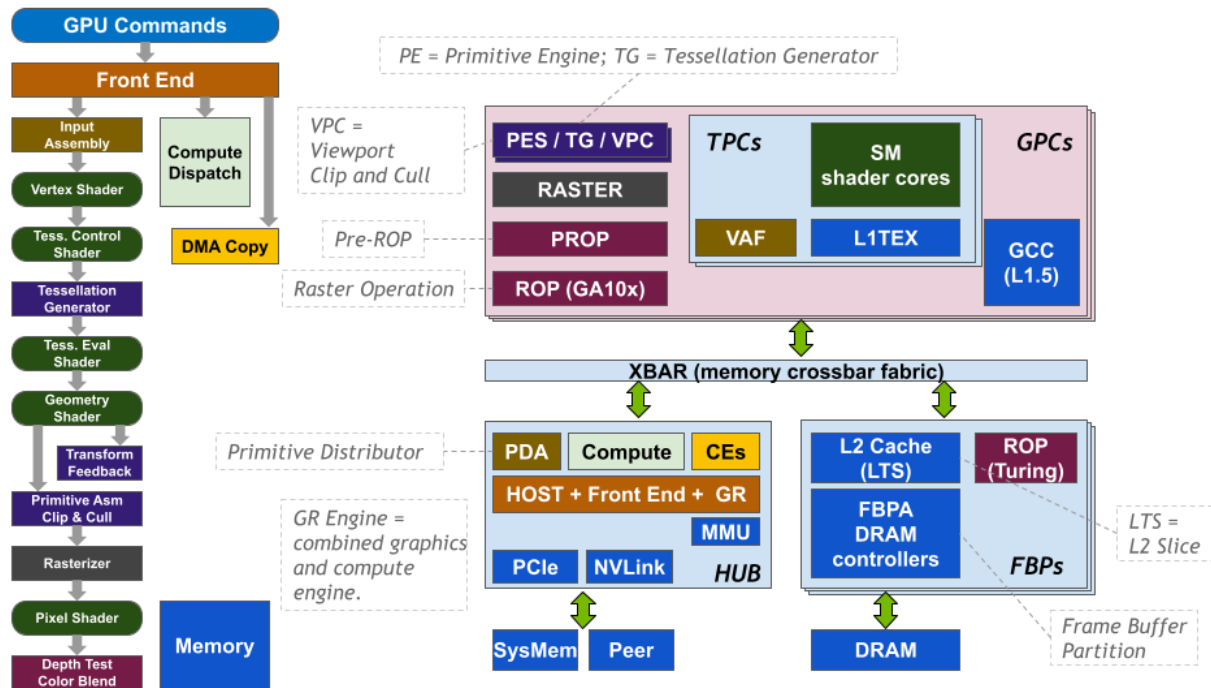 GPU Commands
Front End
Input
Assembly
Compute
Dispatch
Vertex Shader
Tess. Control
Shader
DMA Copy
Tessellation
Generator
Tess. Eval
Shader
Geometry
Shader
Transform
Feedback
Primitive Asm
Clip & Cull
Rasterizer
Pixel Shader
Depth Test
Color Blend
Memory
PE = Primitive Engine; TG = Tessellation Generator
VPC =
Viewport
Clip and Cull
Pre-ROP
Raster Operation
PES / TG / VPC
RASTER
PROP
ROP (GA10x)
TPCs
SM
shader cores
VAF
L1TEX
GPCs
GCC
(L1.5)
XBAR (memory crossbar fabric)
Primitive Distributor
GR Engine =
combined graphics
and compute
engine.
PDA
Compute
CEs
HOST + Front End + GR
MMU
PCIe
NVLink
HUB
SysMem
Peer
L2 Cache
(LTS)
ROP
(Turing)
FBPA
DRAM
controllers
FBPs
DRAM
LTS =
L2 Slice
Frame Buffer
Partition